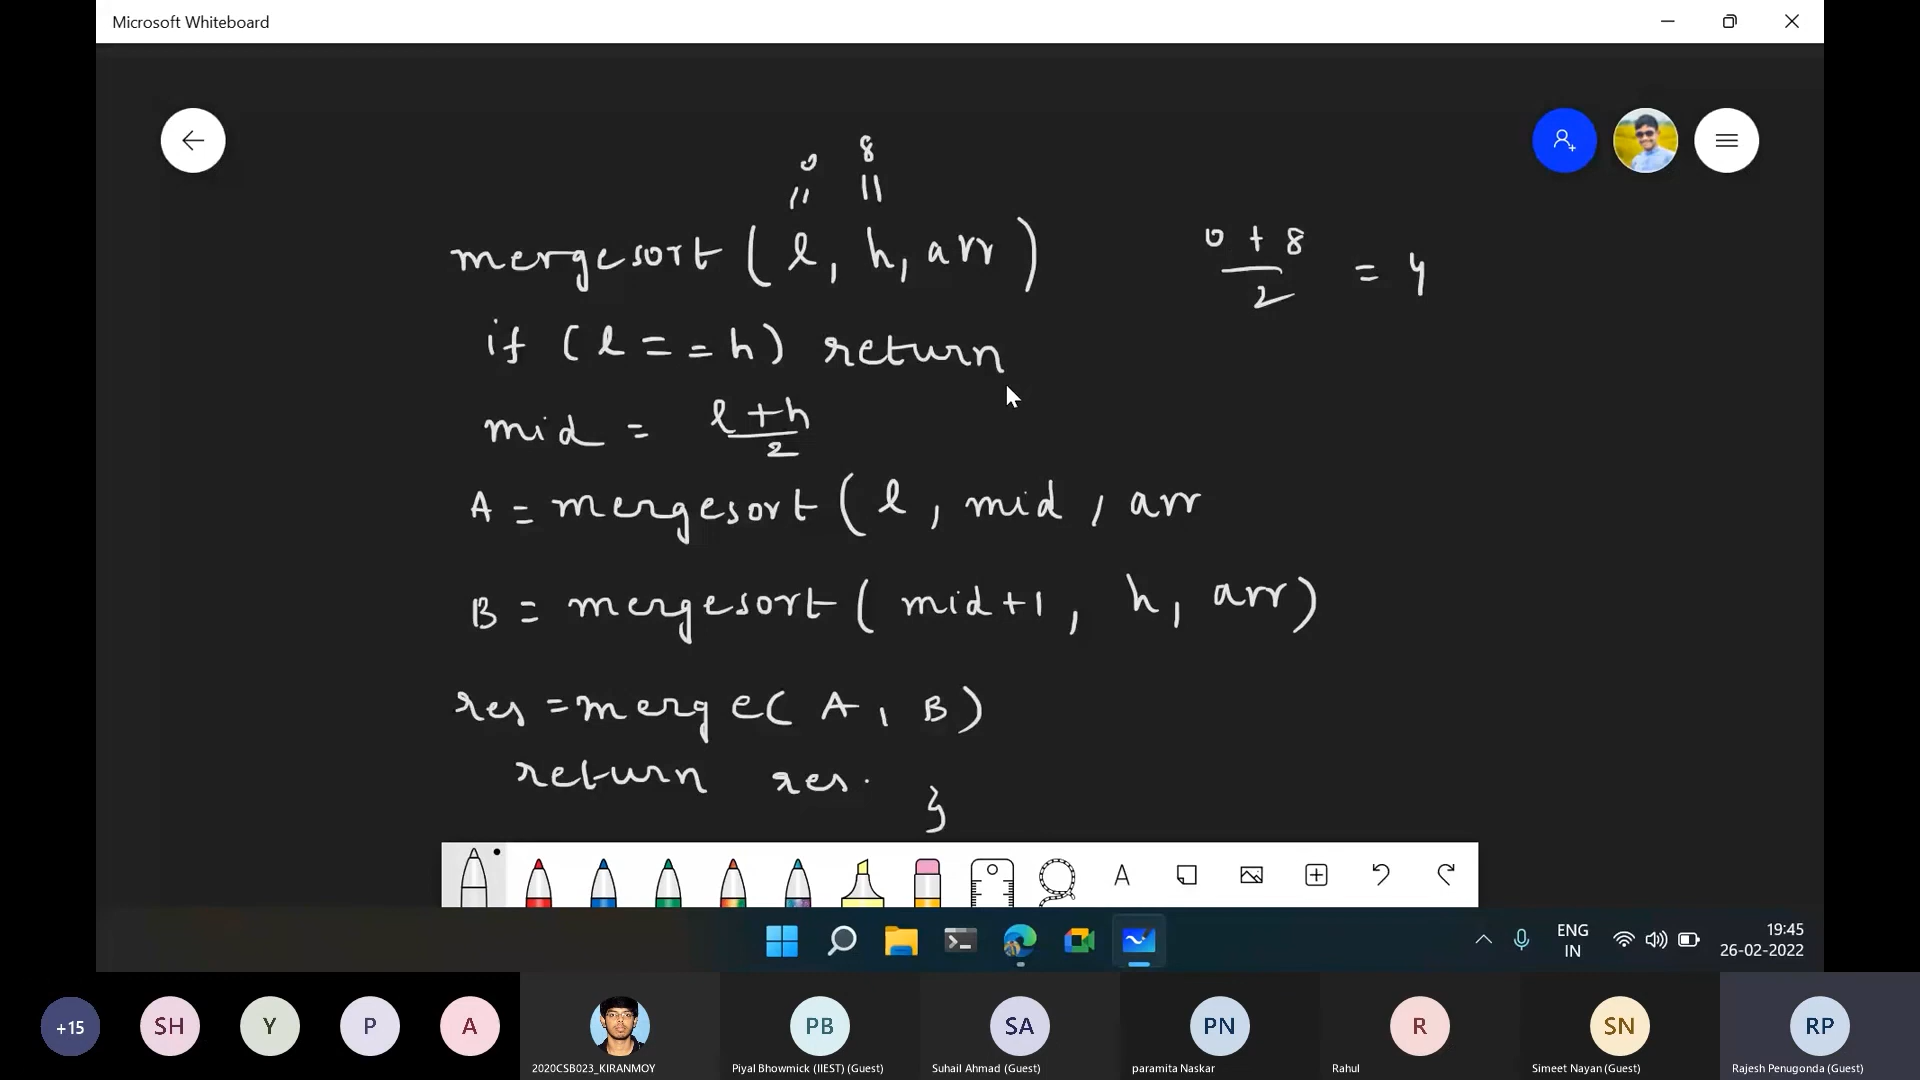 Microsoft Whiteboard
0 8
|| ||
mergesort ( l, h, arr )
0 + 8
2
= 4
if ( l = = h ) return
mid = l + h
2
A = mergesort ( l , mid , arr
B = mergesort ( mid+1 , h, arr )
res = merge ( A , B )
return res . }
A
ENG
IN
19:45
26-02-2022
+15
SH
Y
P
A
2020CSB023_KIRANMOY
PB
Piyal Bhowmick (IIEST) (Guest)
SA
Suhail Ahmad (Guest)
PN
paramita Naskar
R
Rahul
SN
Simeet Nayan (Guest)
RP
Rajesh Penugonda (Guest)